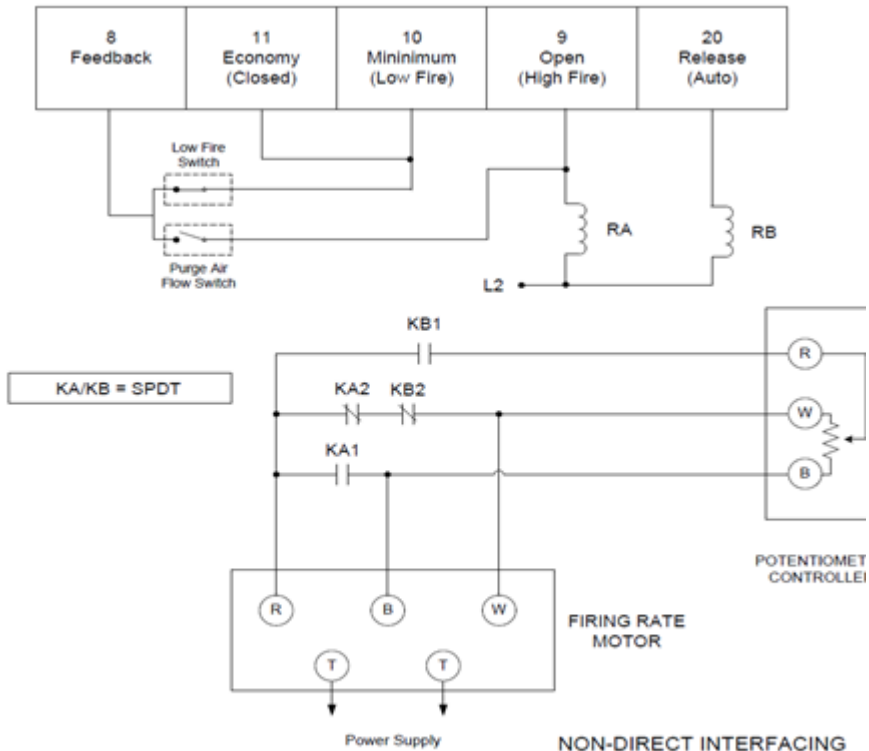 8
Feedback
11
Economy
(Closed)
10
Mininimum
(Low Fire)
9
Open
(High Fire)
20
Release
(Auto)
Low Fire
Switch
Purge Air
Flow Switch
RA
RB
L2
KB1
R
KA/KB = SPDT
KA2
KB2
W
KA1
B
POTENTIOMET
CONTROLLE
R
B
W
FIRING RATE
MOTOR
T
T
Power Supply
NON-DIRECT INTERFACING